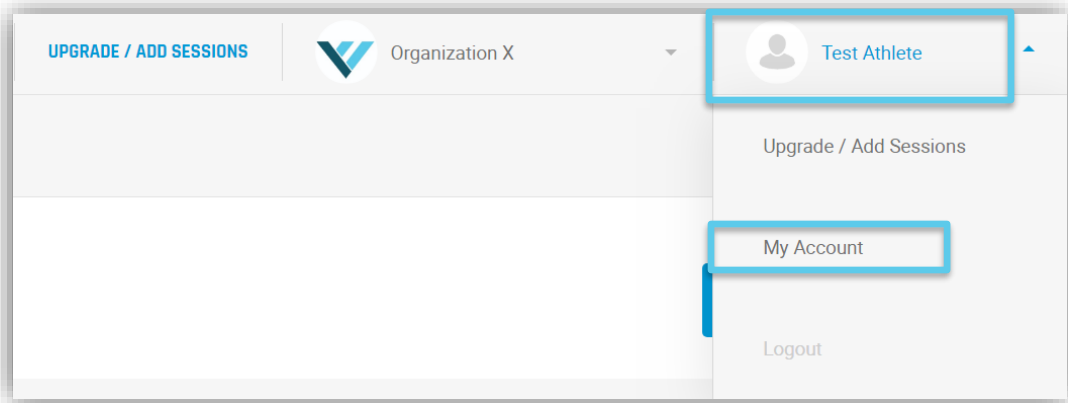 UPGRADE / ADD SESSIONS
Organization X
Test Athlete
Upgrade / Add Sessions
My Account
Logout